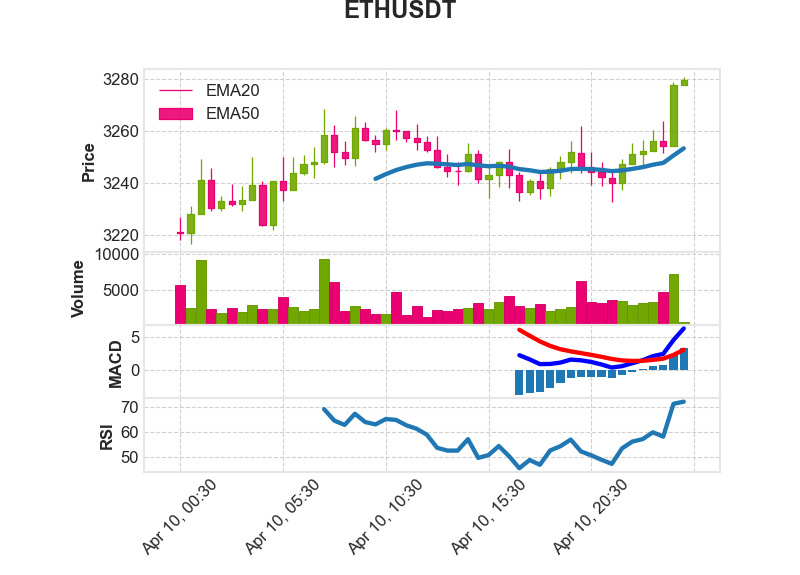 ETHUSDT
EMA20
EMA50
Price
3280
3260
3240
3220
Volume
10000
5000
MACD
5
0
RSI
70
60
50
Apr 10, 00:30
Apr 10, 05:30
Apr 10, 10:30
Apr 10, 15:30
Apr 10, 20:30